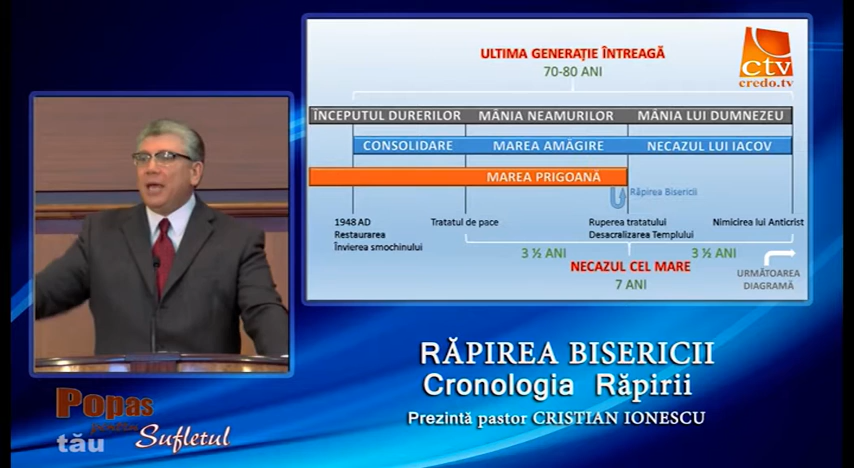 ULTIMA GENERAȚIE ÎNTREAGĂ
70-80 ANI
ctv
credo.tv
ÎNCEPUTUL DURERILOR
MÂNIA NEAMURILOR
MÂNIA LUI DUMNEZEU
CONSOLIDARE
MAREA AMĂGIRE
NECAZUL LUI IACOV
MAREA PRIGOANĂ
Răpirea Bisericii
1948 AD
Restaurarea
Învierea smochinului
Tratatul de pace
Ruperea tratatului
Desacralizarea Templului
Nimicirea lui Anticrist
3 ½ ANI
3 ½ ANI
NECAZUL CEL MARE
7 ANI
URMĂTOAREA
DIAGRAMĂ
RĂPIREA BISERICII
Cronologia Răpirii
Prezintă pastor CRISTIAN IONESCU
Popas
pentru
tău Sufletul